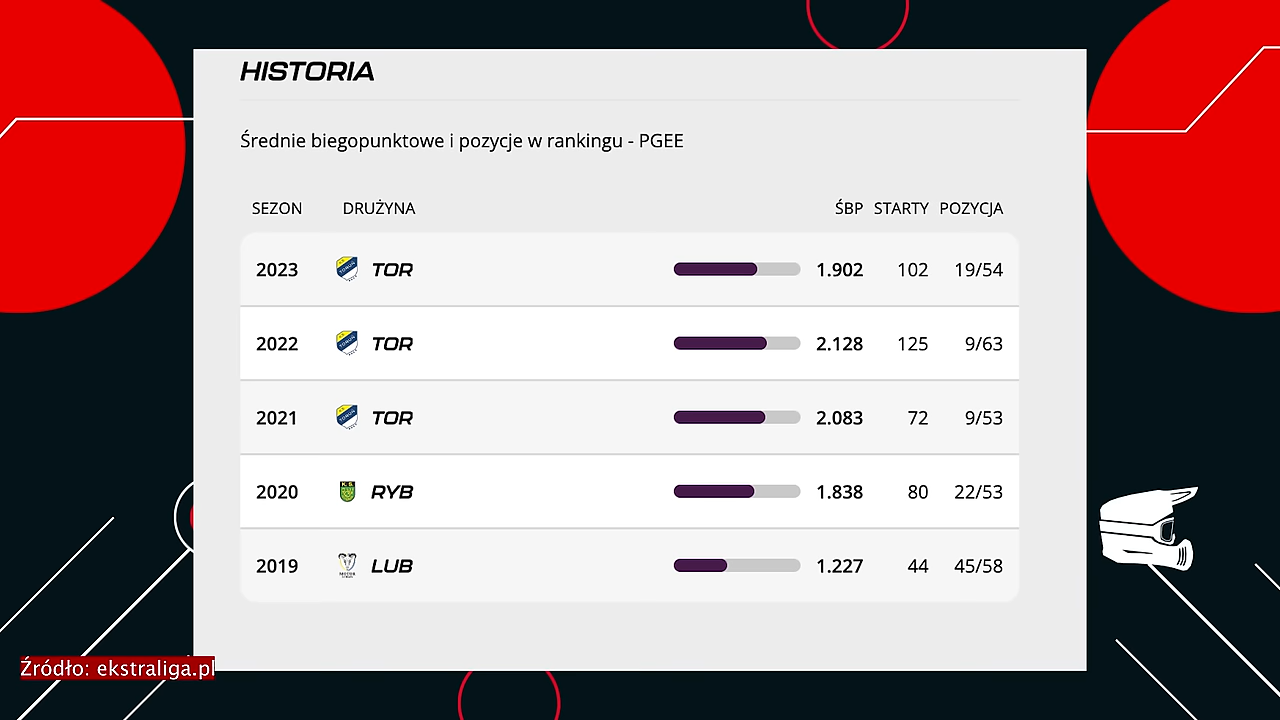 HISTORIA
Średnie biegopunktowe i pozycje w rankingu - PGEE
SEZON DRUŻYNA ŚBP STARTY POZYCJA
2023 TOR 1.902 102 19/54
2022 TOR 2.128 125 9/63
2021 TOR 2.083 72 9/53
2020 RYB 1.838 80 22/53
2019 LUB 1.227 44 45/58
Źródło: ekstraliga.pl